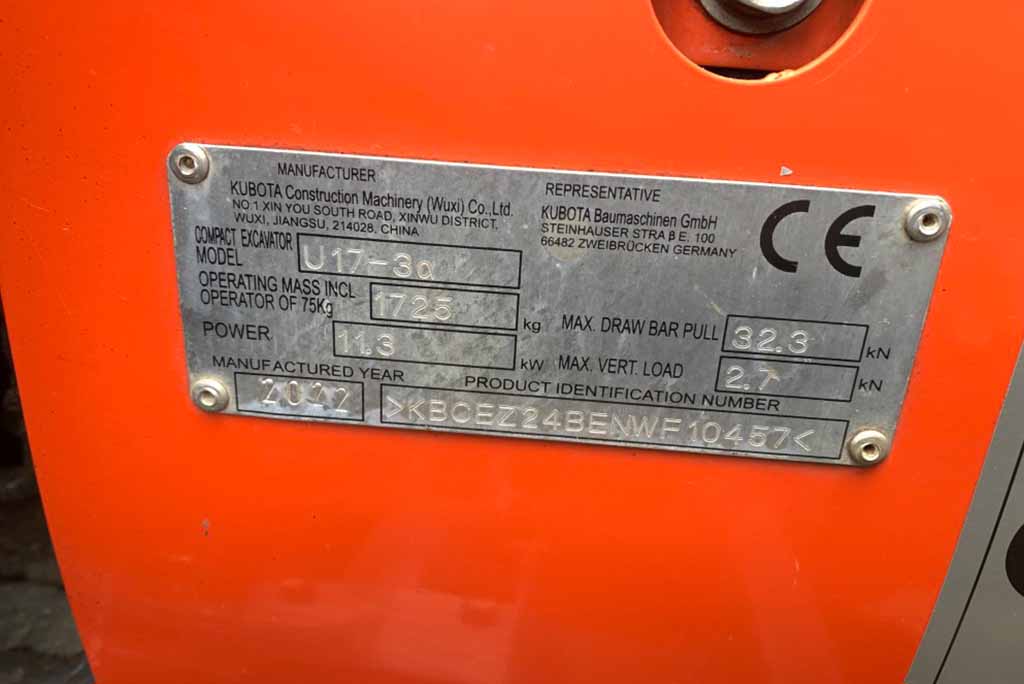 MANUFACTURER
KUBOTA Construction Machinery (Wuxi) Co.,Ltd.
NO.1 XIN YOU SOUTH ROAD, XINWU DISTRICT,
WUXI, JIANGSU, 214028, CHINA
REPRESENTATIVE
KUBOTA Baumaschinen GmbH
STEINHAUSER STRA β E, 100
66482 ZWEIBRÜCKEN GERMANY
CE
COMPACT EXCAVATOR
MODEL U17-3α
OPERATING MASS INCL
OPERATOR OF 75Kg 1725 kg
MAX. DRAW BAR PULL 32.3 kN
POWER 11.3 kW
MAX. VERT. LOAD 2.7 kN
MANUFACTURED YEAR
2022
PRODUCT IDENTIFICATION NUMBER
>KBCEZ24BENWF10457<